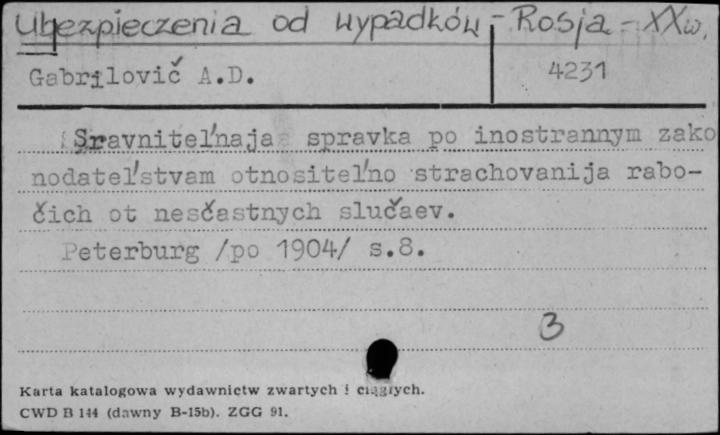 Ubezpieczenia od wypadków - Rosja - XX w.
Gabrilovič A.D.
4231
Sravnitel'naja spravka po inostrannym zako
nodatel'stvam otnositel'no strachovanija rabo-
čich ot nesčastnych slučaev.
Peterburg /po 1904/ s.8.
3
Karta katalogowa wydawnictw zwartych i ciągłych.
CWD B 144 (dawny B-15b). ZGG 91.